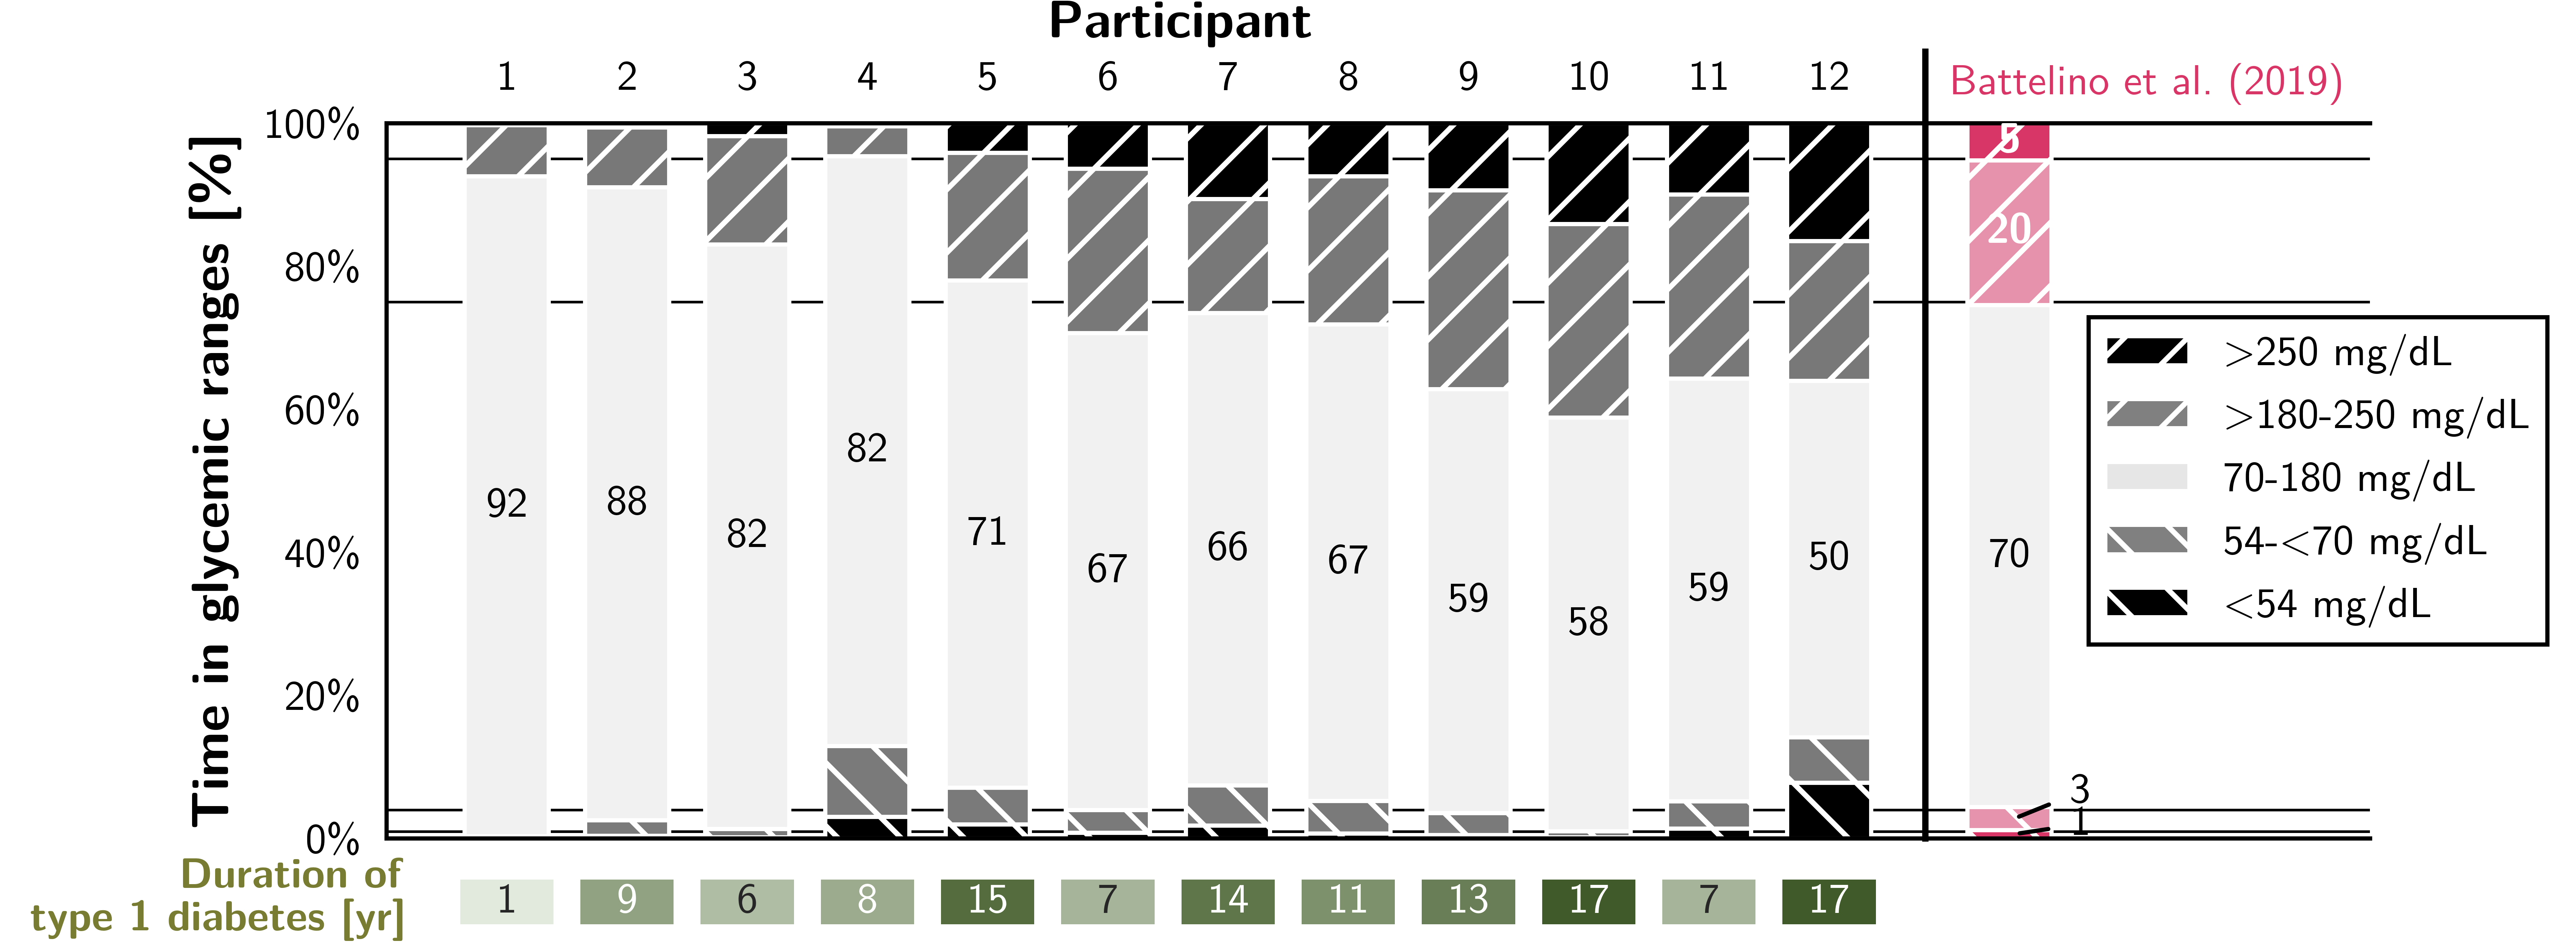 Participant
1 2 3 4 5 6 7 8 9 10 11 12 Battelino et al. (2019)
Time in glycemic ranges [%]
100%
80%
60%
40%
20%
0%
92 88 82 82 71 67 66 67 59 58 59 50
5
20
70
3
1
>250 mg/dL
>180-250 mg/dL
70-180 mg/dL
54-<70 mg/dL
<54 mg/dL
Duration of
type 1 diabetes [yr]
1 9 6 8 15 7 14 11 13 17 7 17